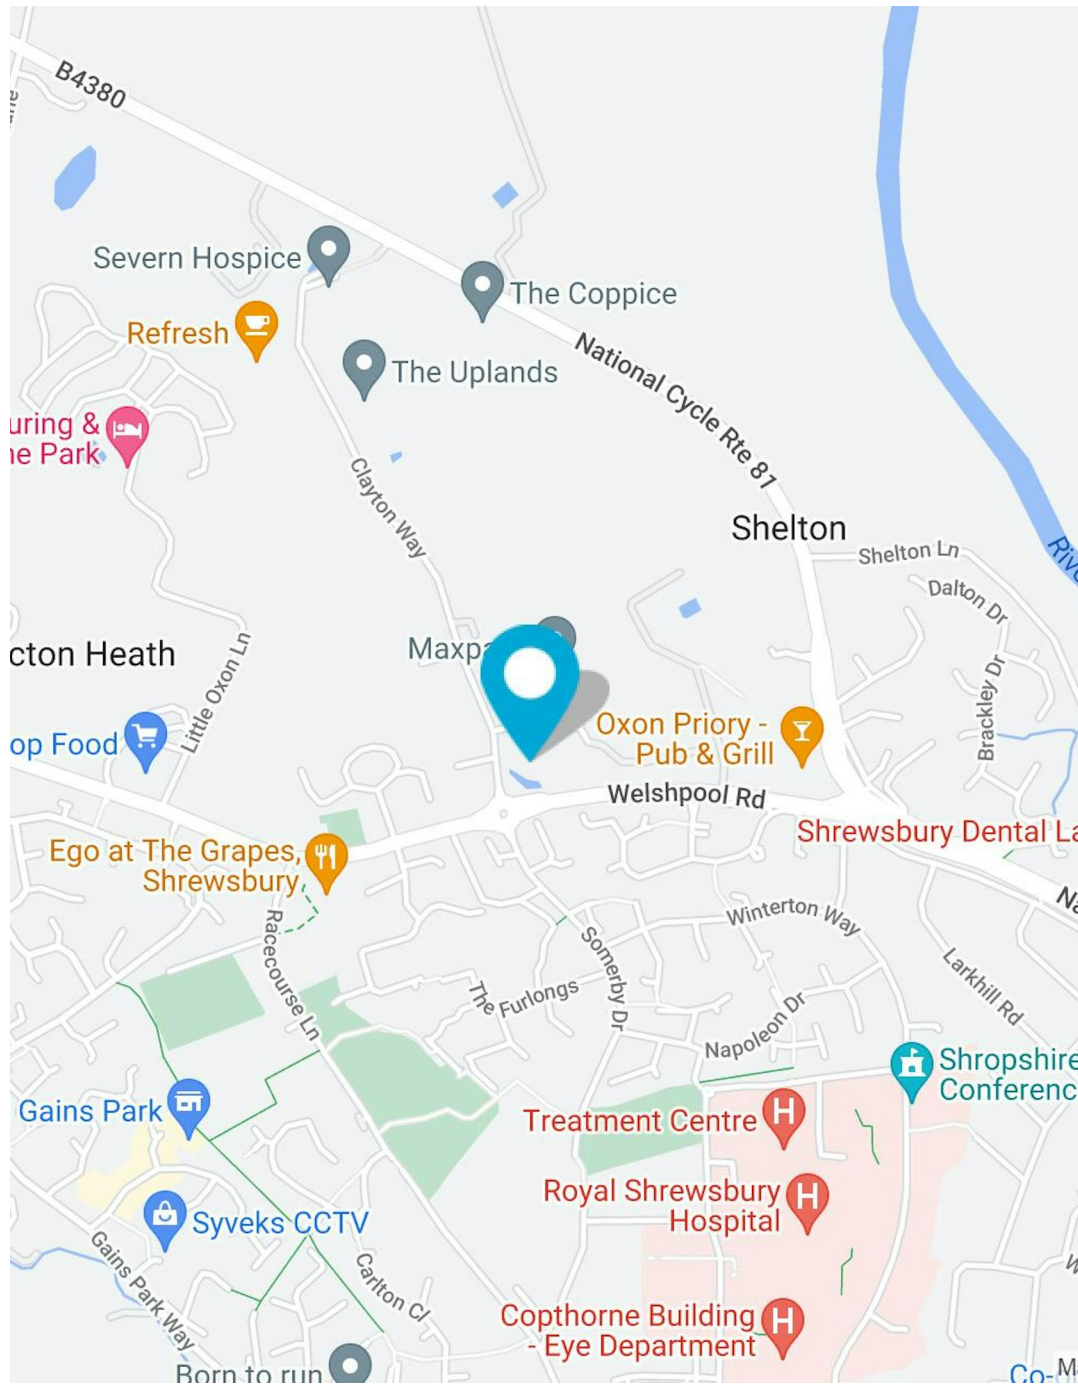 B4380
Severn Hospice
The Coppice
Refresh
National Cycle Rte 81
The Uplands
uring &
ne Park
Clayton Way
Shelton
Shelton Ln
Dalton Dr
Maxpa
cton Heath
Little Oxon Ln
Brackley Dr
op Food
Oxon Priory -
Pub & Grill
Welshpool Rd
Shrewsbury Dental La
Ego at The Grapes,
Shrewsbury
Racecourse Ln
Winterton Way
Somerby Dr
The Furlongs
Larkhill Rd
Napoleon Dr
Shropshire
Conferenc
Gains Park
Treatment Centre
Royal Shrewsbury
Hospital
Syveks CCTV
Gains Park Way
Carlton Cl
Copthorne Building
- Eye Department
Born to run